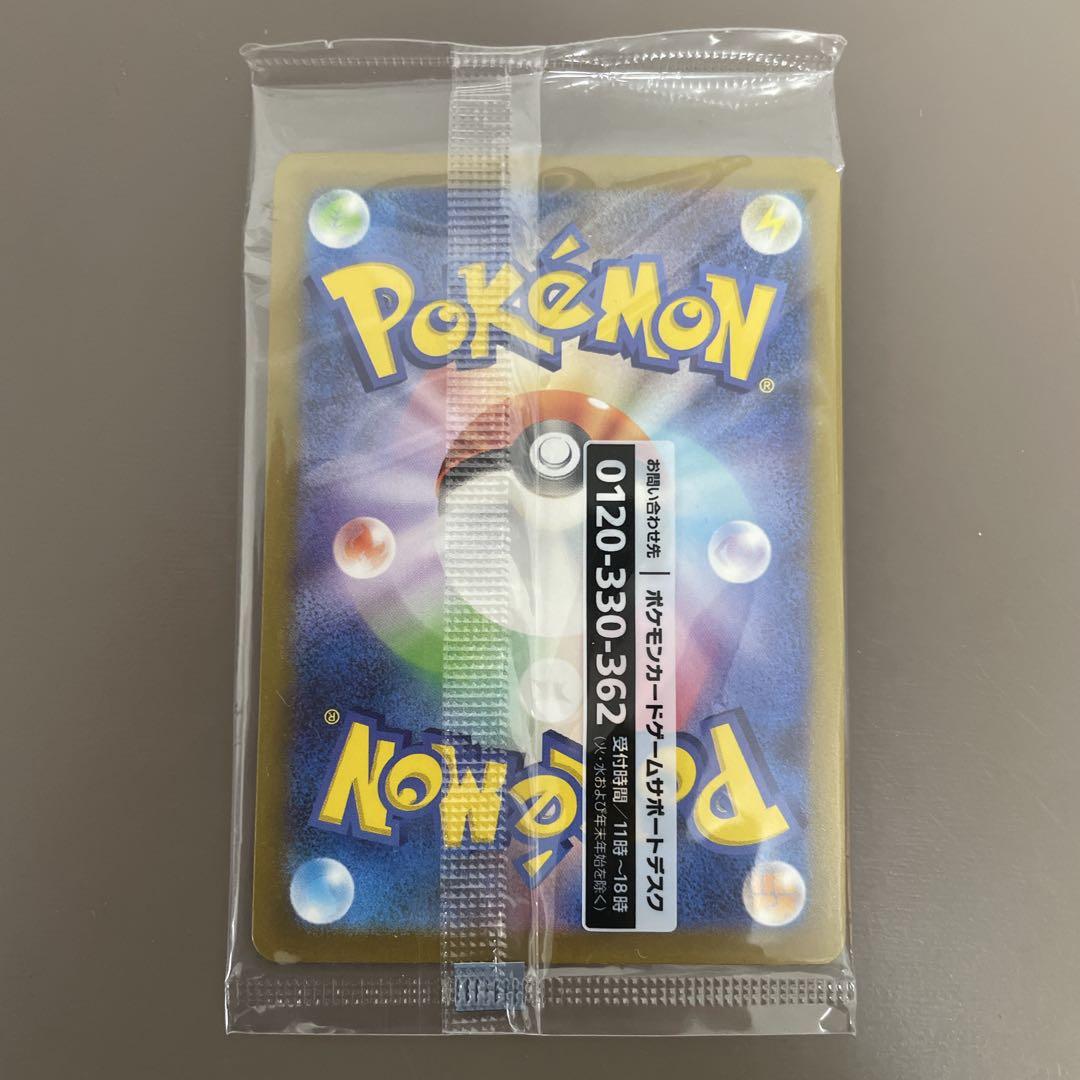 POKéMON
®
お問い合わせ先｜ポケモンカードゲームサポートデスク
0120-330-362 受付時間／11時～18時
(火・水および年末年始を除く)
POKéMON
®